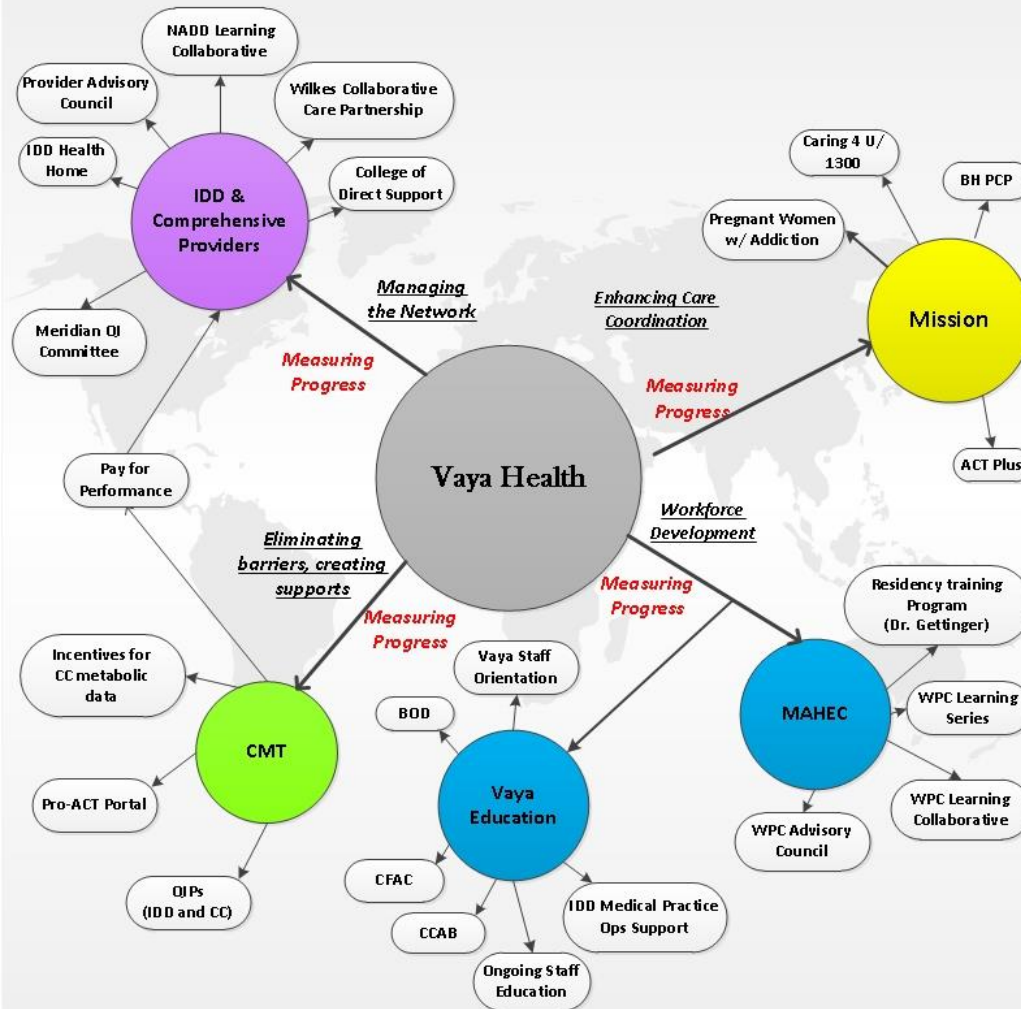 NADD Learning
Collaborative
Provider Advisory
Council
Wilkes Collaborative
Care Partnership
IDD Health
Home
College of
Direct Support
IDD &
Comprehensive
Providers
Meridian QI
Committee
Caring 4 U/
1300
BH PCP
Pregnant Women
w/ Addiction
Mission
ACT Plus
Managing
the Network
Measuring
Progress
Enhancing Care
Coordination
Measuring
Progress
Vaya Health
Pay for
Performance
Eliminating
barriers, creating
supports
Measuring
Progress
Workforce
Development
Measuring
Progress
Incentives for
CC metabolic
data
CMT
Pro-ACT Portal
QIPs
(IDD and CC)
Vaya Staff
Orientation
BOD
Vaya
Education
CFAC
CCAB
Ongoing Staff
Education
IDD Medical Practice
Ops Support
Residency training
Program
(Dr. Gettinger)
MAHEC
WPC Learning
Series
WPC Learning
Collaborative
WPC Advisory
Council